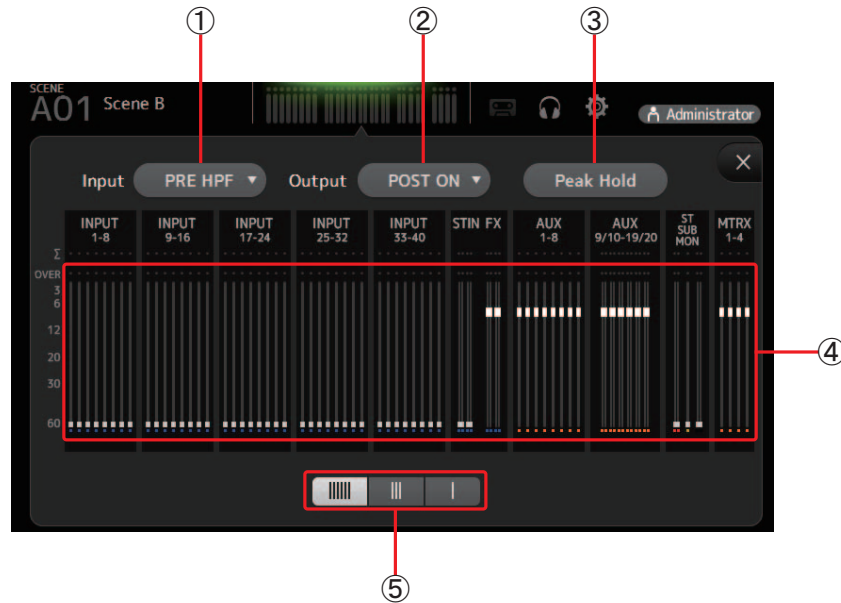 ① ② ③
SCENE
A01 Scene B
Administrator
Input PRE HPF ▼ Output POST ON ▼ Peak Hold ×
INPUT 1-8
INPUT 9-16
INPUT 17-24
INPUT 25-32
INPUT 33-40
STIN FX
AUX 1-8
AUX 9/10-19/20
ST SUB MON
MTRX 1-4
Σ
OVER
3
6
12
20
30
60
④
⑤